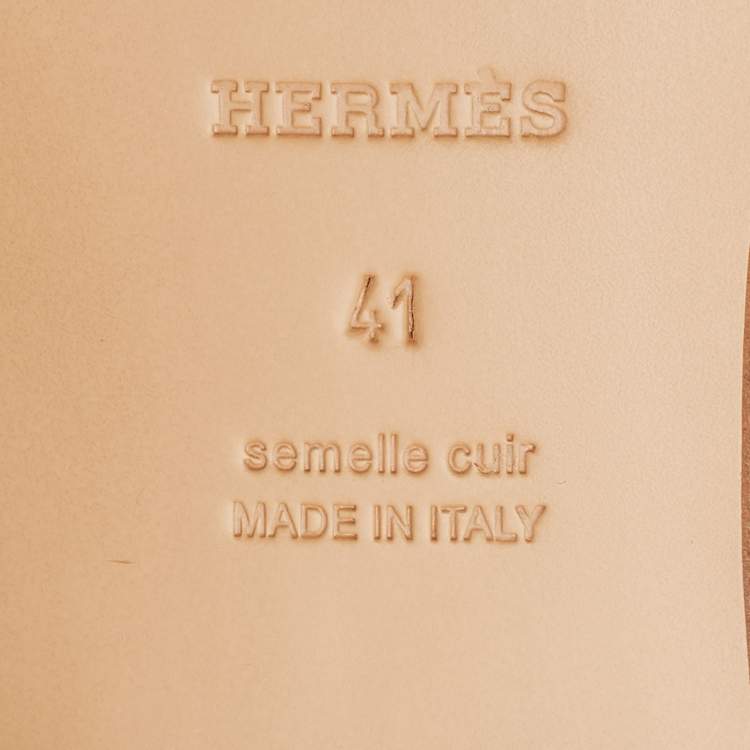 HERMÈS
41
semelle cuir
MADE IN ITALY